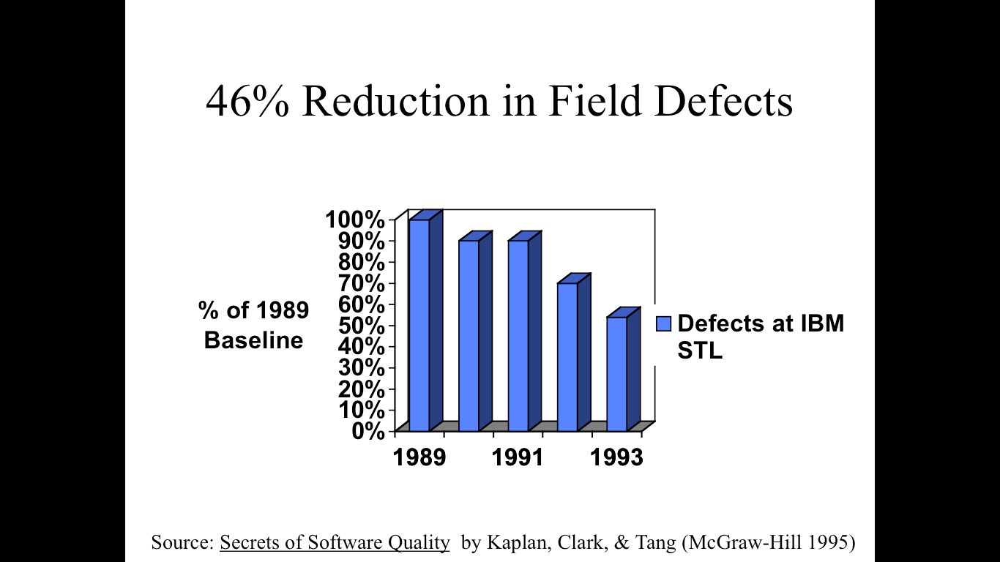 46% Reduction in Field Defects
100%
90%
80%
70%
60%
50%
40%
30%
20%
10%
0%
% of 1989
Baseline
1989 1991 1993
Defects at IBM
STL
Source: Secrets of Software Quality by Kaplan, Clark, & Tang (McGraw-Hill 1995)